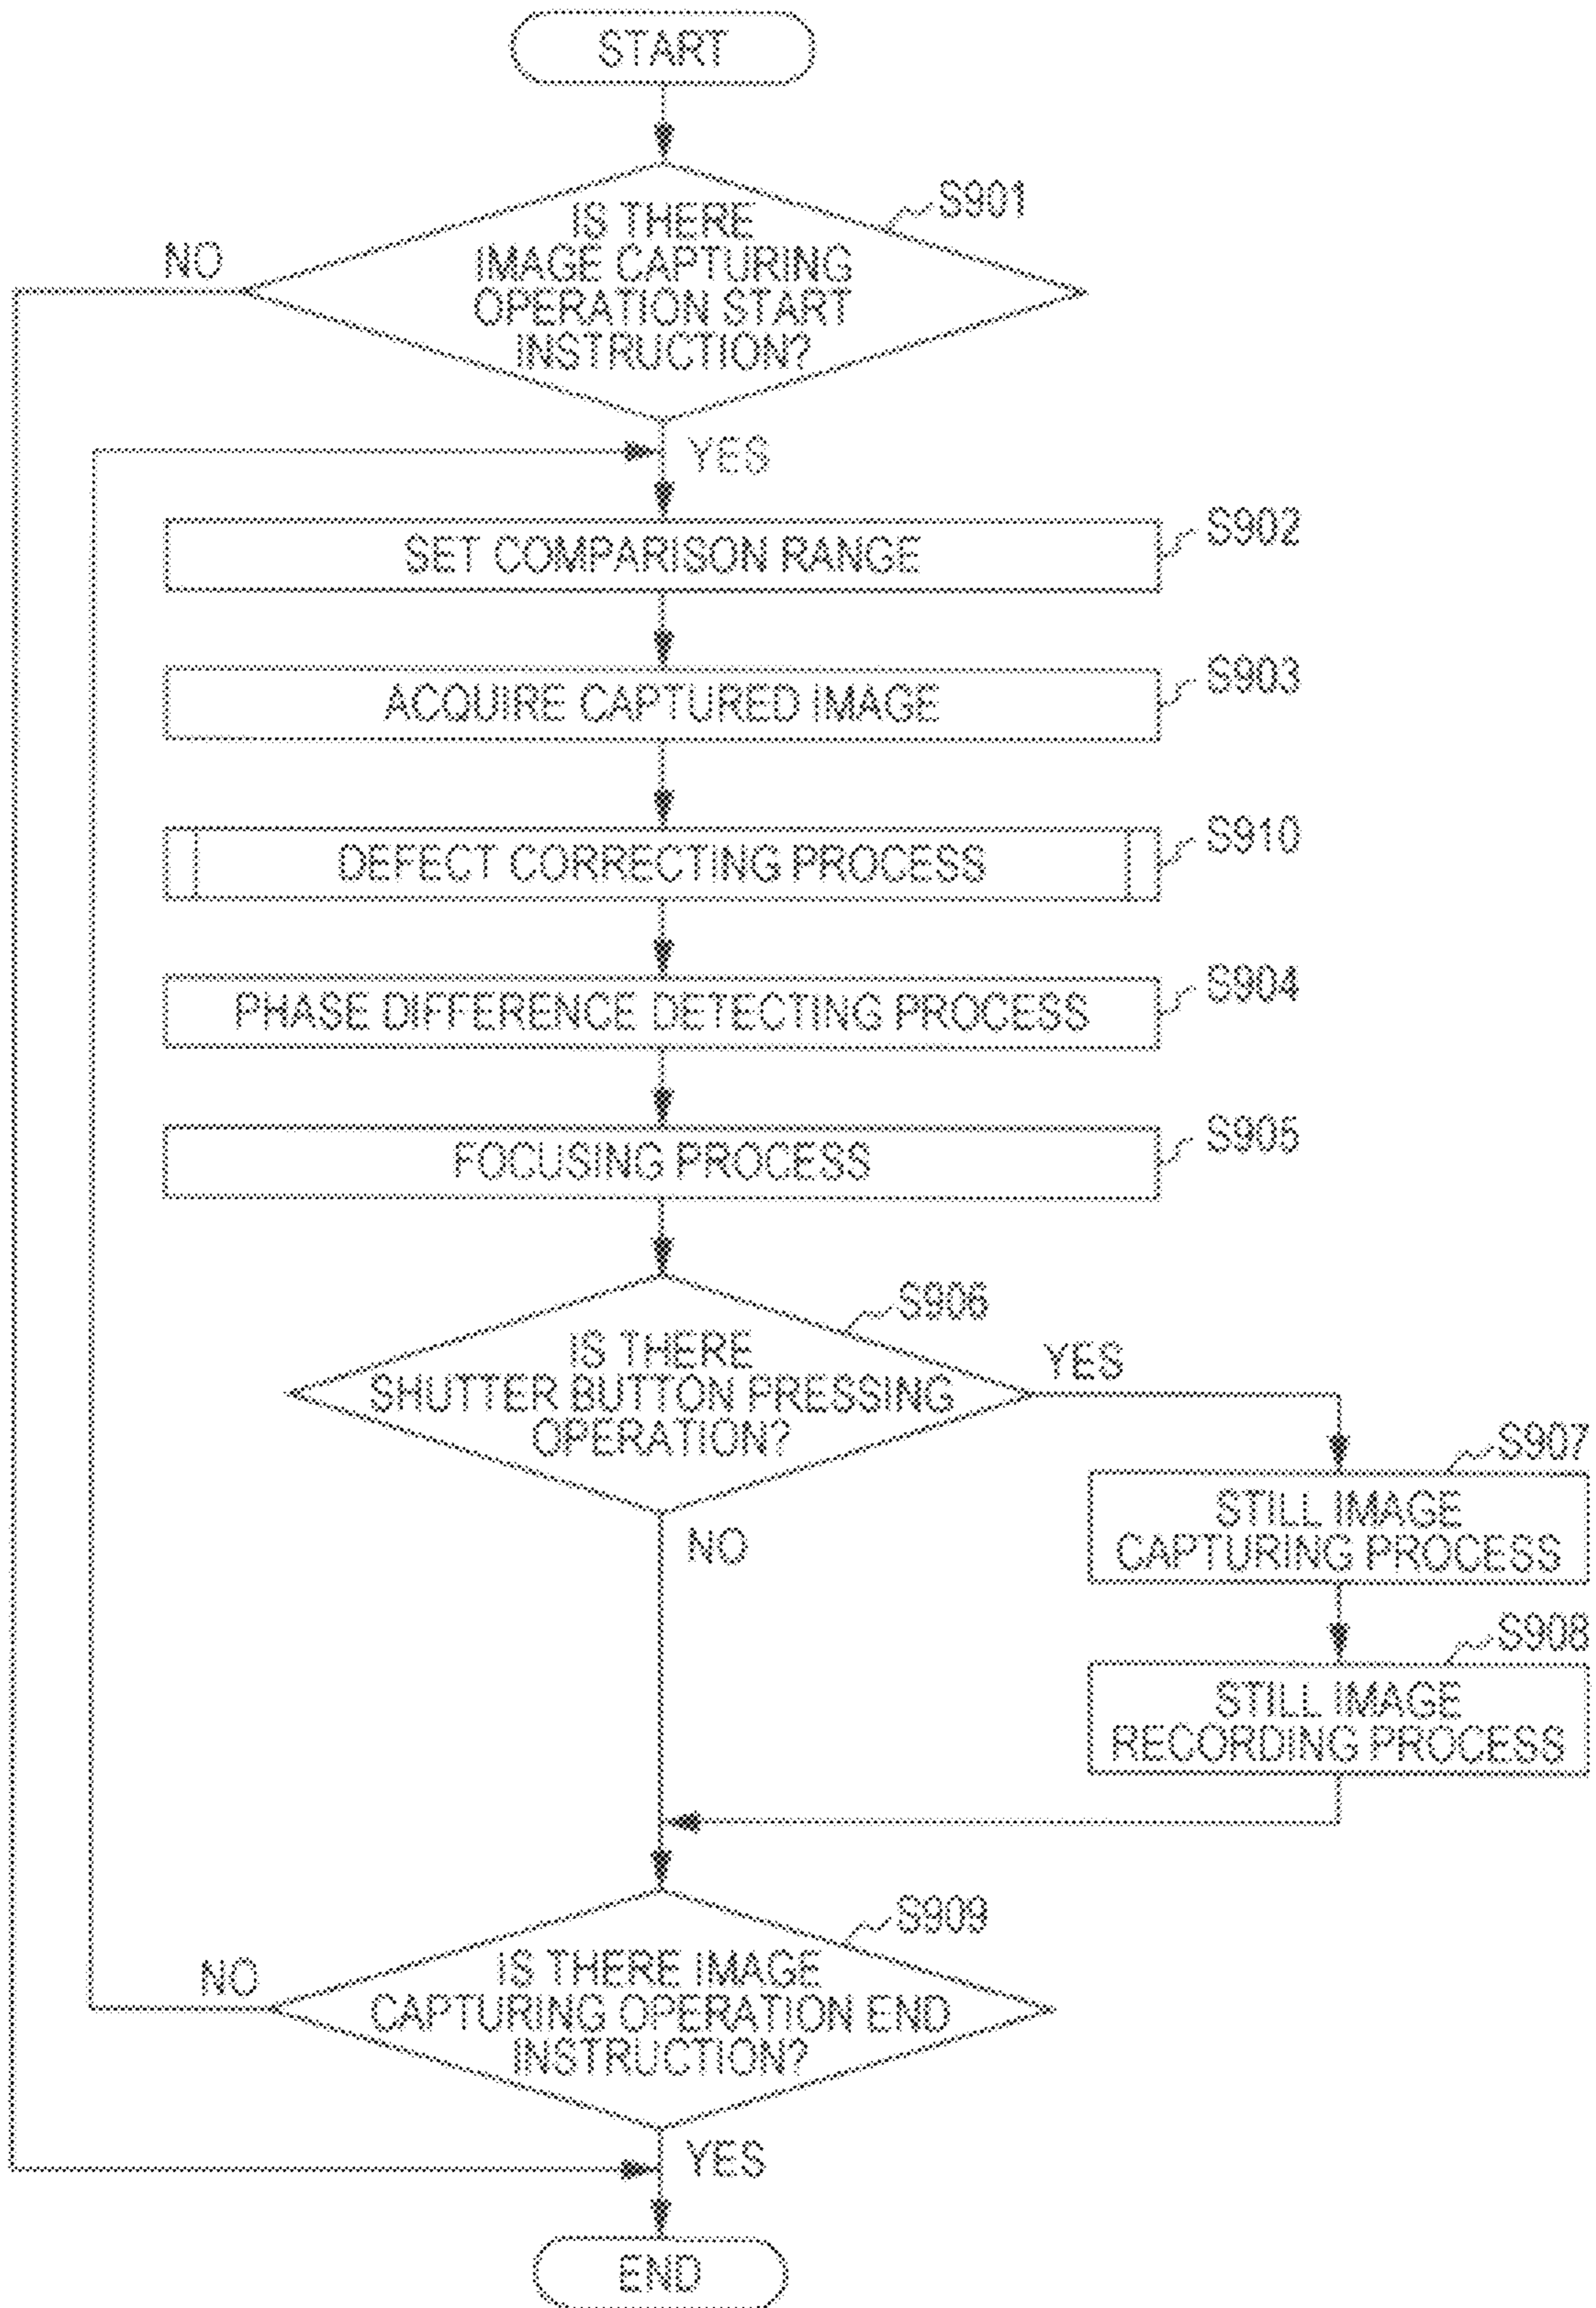 START
S901
IS THERE
IMAGE CAPTURING
OPERATION START
INSTRUCTION?
NO
YES
S902
SET COMPARISON RANGE
S903
ACQUIRE CAPTURED IMAGE
S910
DEFECT CORRECTING PROCESS
S904
PHASE DIFFERENCE DETECTING PROCESS
S905
FOCUSING PROCESS
S906
IS THERE
SHUTTER BUTTON PRESSING
OPERATION?
YES
NO
S907
STILL IMAGE
CAPTURING PROCESS
S908
STILL IMAGE
RECORDING PROCESS
S909
IS THERE IMAGE
CAPTURING OPERATION END
INSTRUCTION?
NO
YES
END